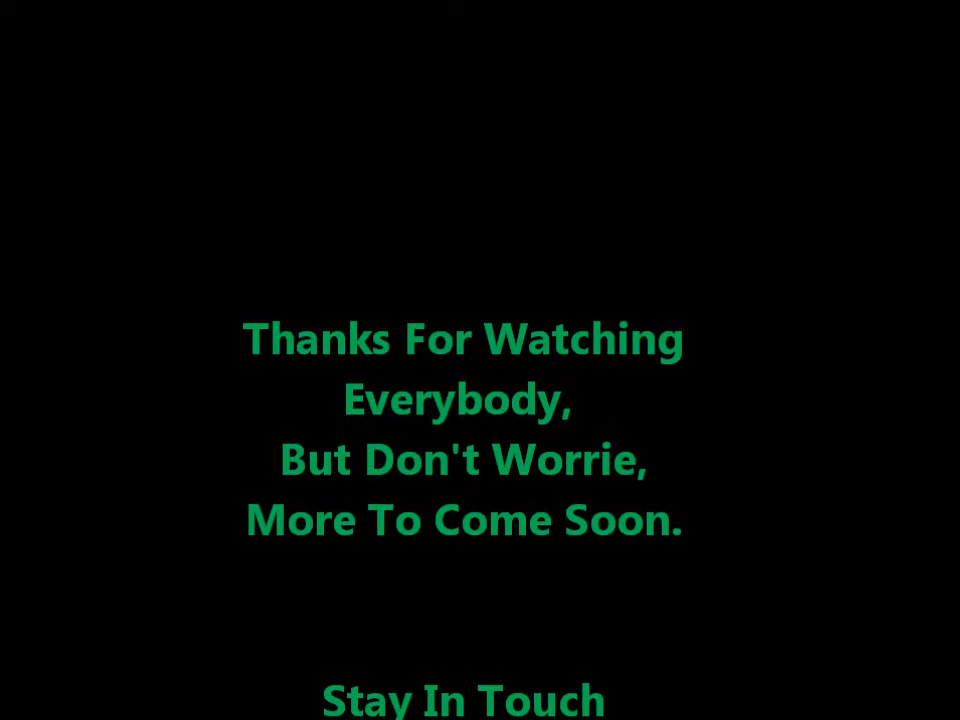 Thanks For Watching
Everybody,
But Don't Worrie,
More To Come Soon.
Stay In Touch